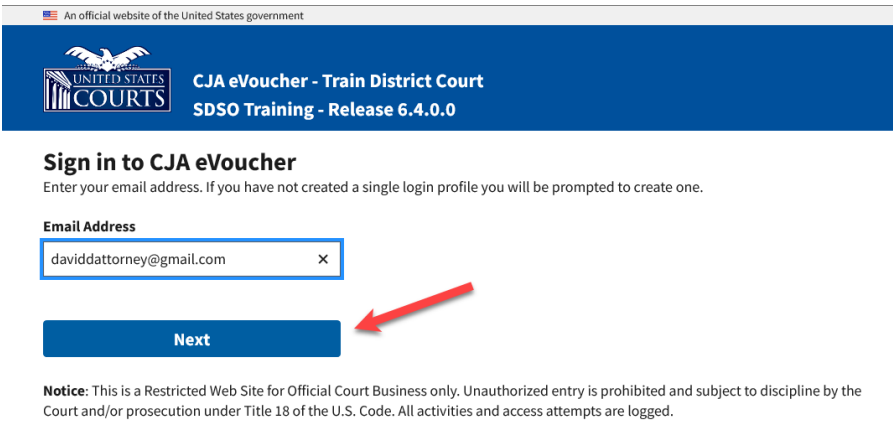 An official website of the United States government
UNITED STATES
COURTS
CJA eVoucher - Train District Court
SDSO Training - Release 6.4.0.0
Sign in to CJA eVoucher
Enter your email address. If you have not created a single login profile you will be prompted to create one.
Email Address
daviddattorney@gmail.com
Next
Notice: This is a Restricted Web Site for Official Court Business only. Unauthorized entry is prohibited and subject to discipline by the
Court and/or prosecution under Title 18 of the U.S. Code. All activities and access attempts are logged.